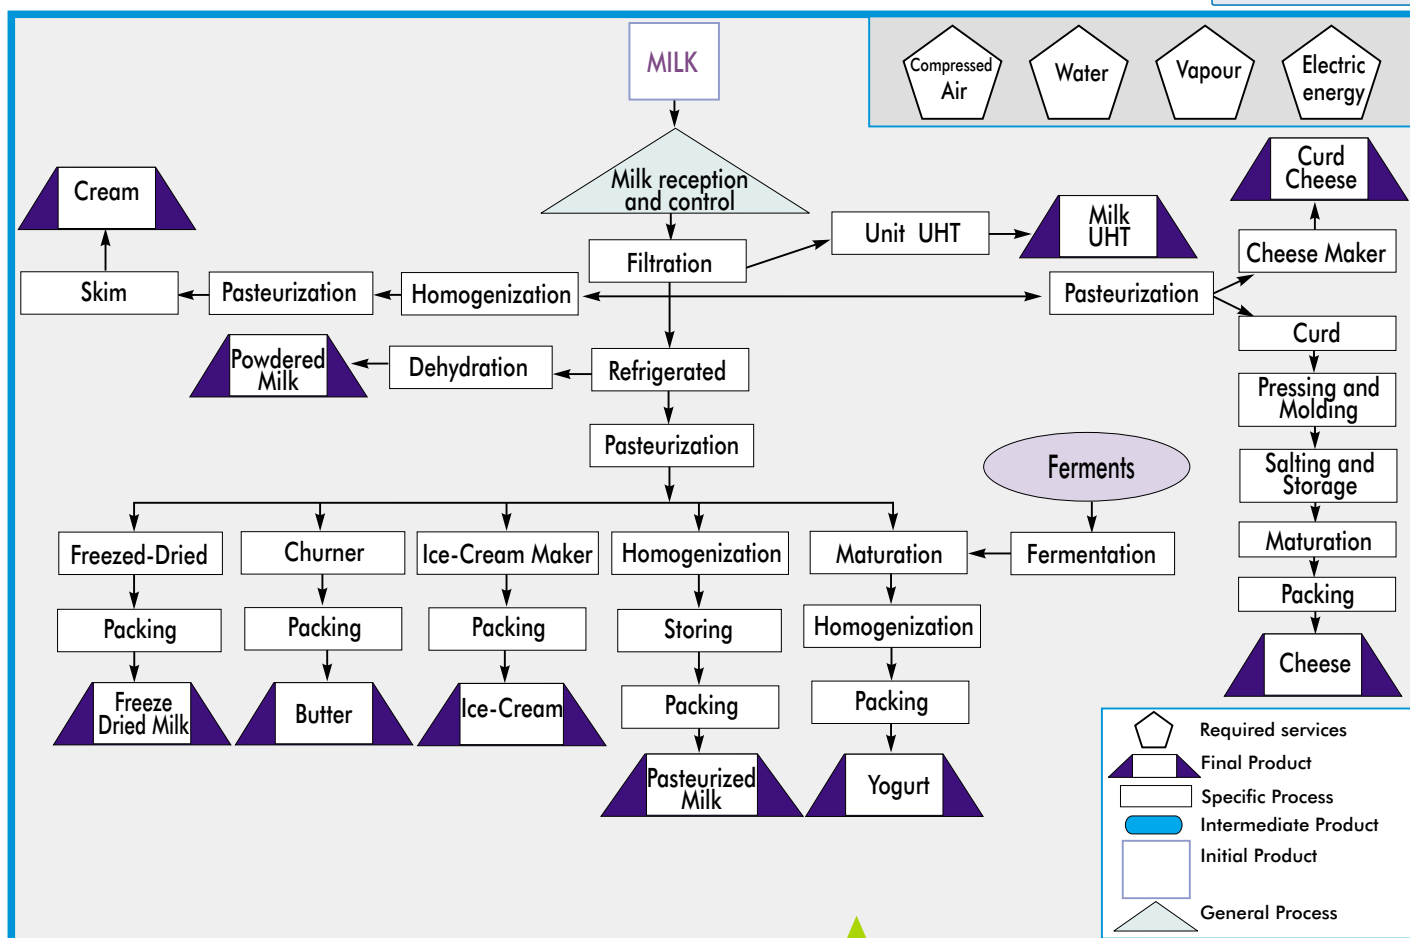 MILK
Compressed
Air
Water
Vapour
Electric
energy
Milk reception
and control
Cream
Curd
Cheese
Milk
UHT
Unit UHT
Filtration
Cheese Maker
Skim
Pasteurization
Homogenization
Pasteurization
Curd
Powdered
Milk
Dehydration
Refrigerated
Pressing and
Molding
Pasteurization
Ferments
Salting and
Storage
Freezed-Dried
Churner
Ice-Cream Maker
Homogenization
Maturation
Fermentation
Maturation
Packing
Packing
Packing
Storing
Homogenization
Packing
Freeze
Dried Milk
Butter
Ice-Cream
Packing
Packing
Cheese
Pasteurized
Milk
Yogurt
Required services
Final Product
Specific Process
Intermediate Product
Initial Product
General Process